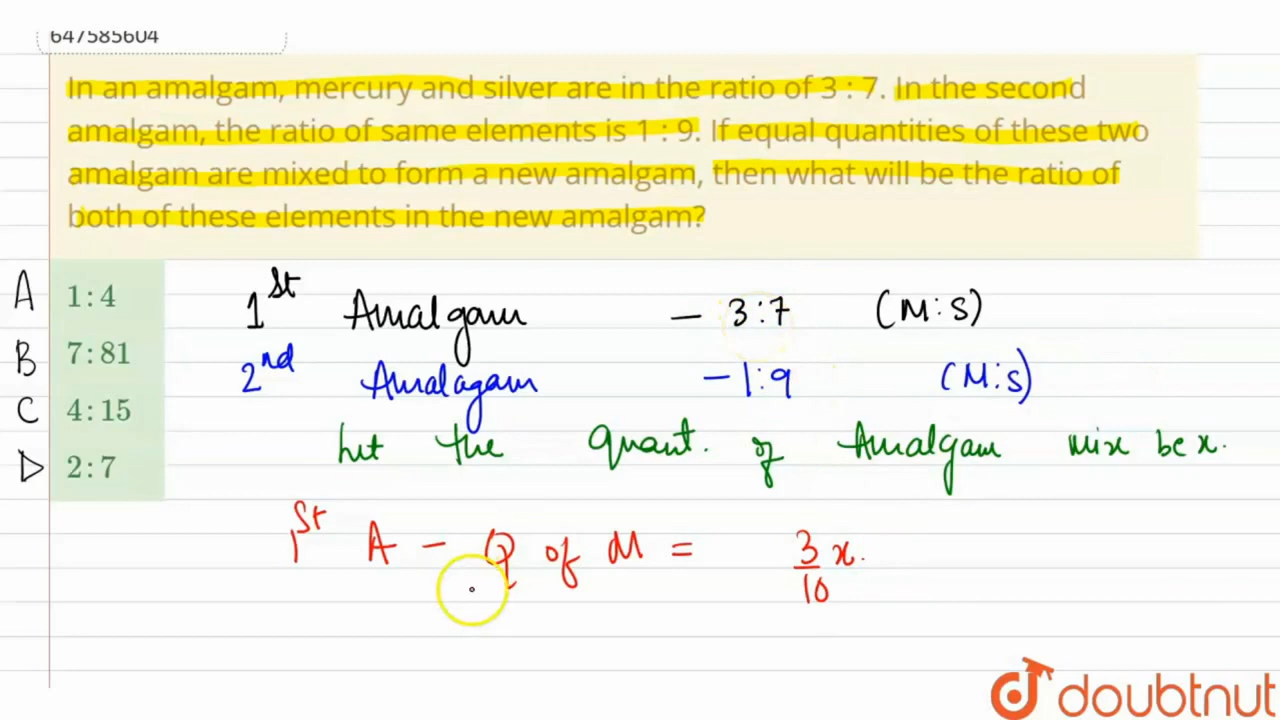 647585604
In an amalgam, mercury and silver are in the ratio of 3 : 7. In the second
amalgam, the ratio of same elements is 1 : 9. If equal quantities of these two
amalgam are mixed to form a new amalgam, then what will be the ratio of
both of these elements in the new amalgam?
A 1 : 4
B 7 : 81
C 4 : 15
D 2 : 7
1st Amalgam - 3:7 (M:S)
2nd Amalagam - 1:9 (M:S)
let the quant. of Amalgam mix be x.
1st A - Q of M = 3/10 x.
doubtnut